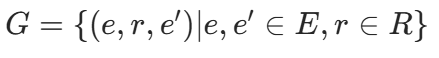 G = {(e, r, e′)|e, e′ ∈ E, r ∈ R}